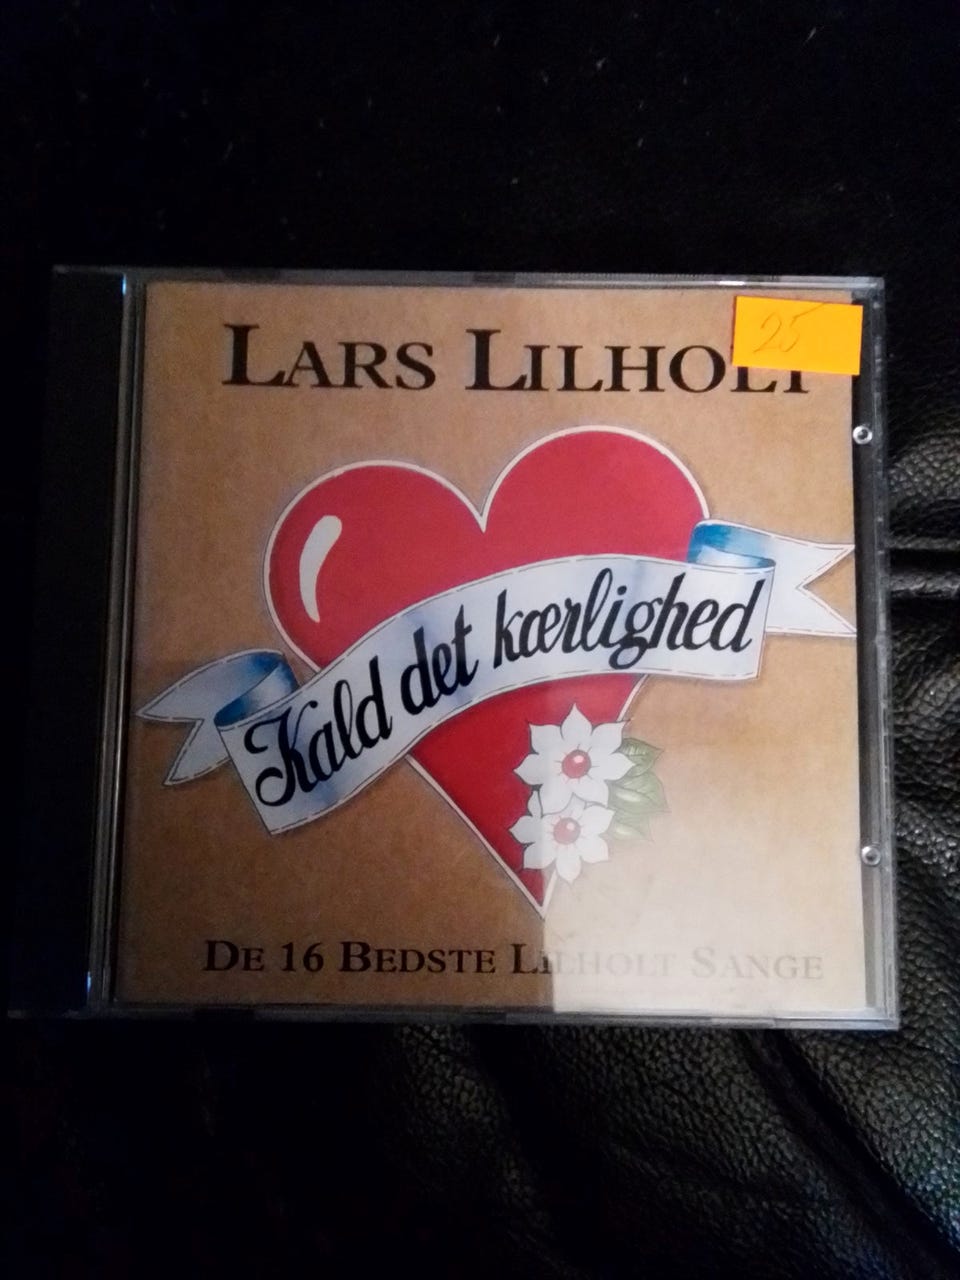 LARS LILHOLT
25
Kald det kærlighed
DE 16 BEDSTE LILHOLT SANGE